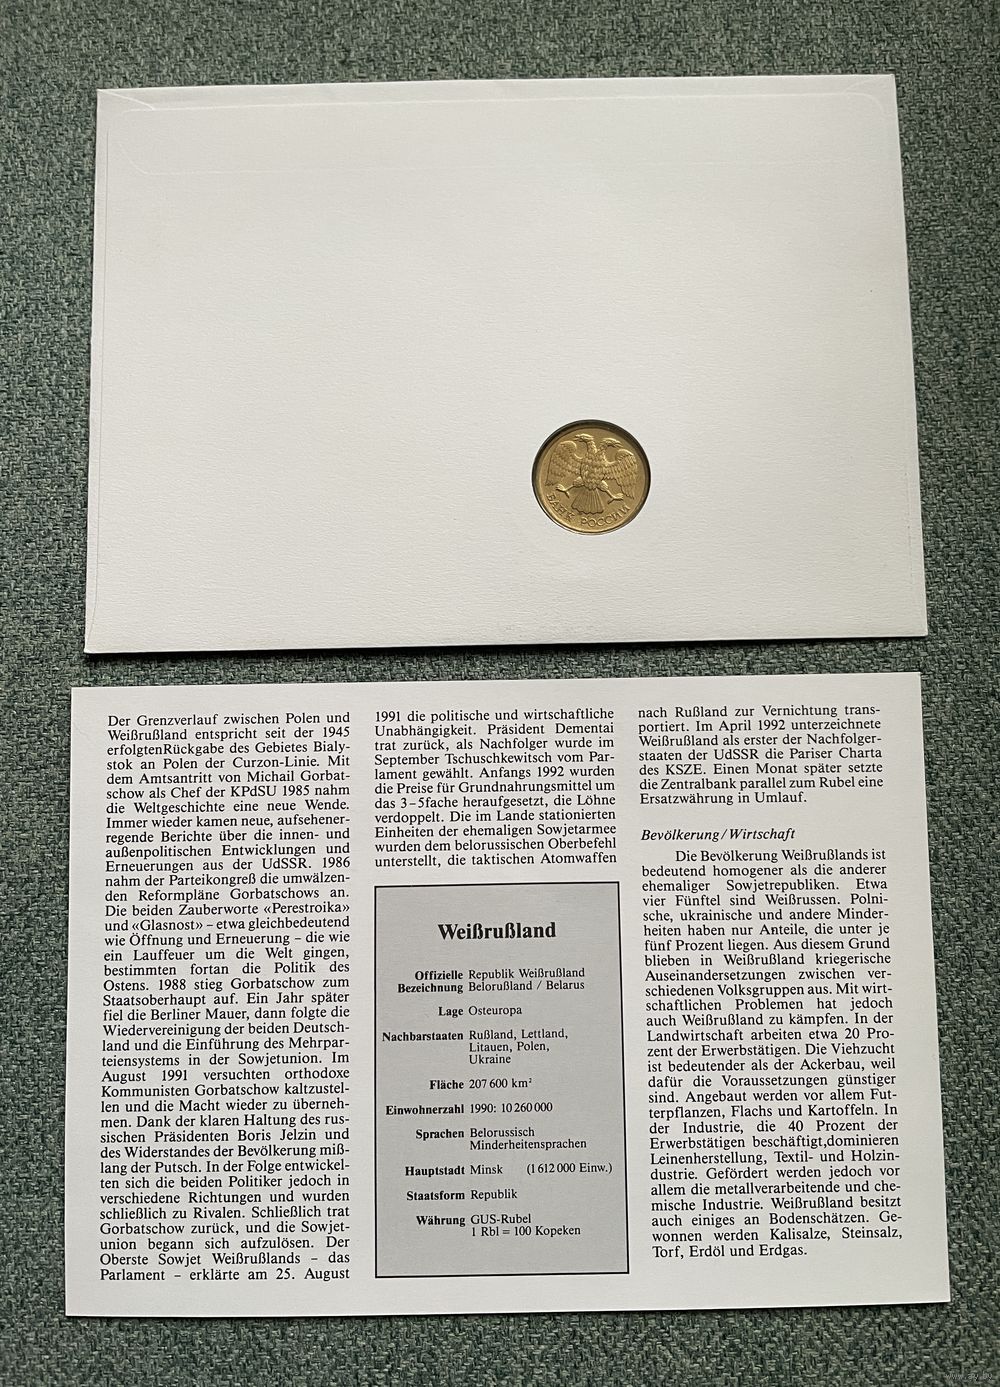 БАНК РОССИИ
Der Grenzverlauf zwischen Polen und
Weißrußland entspricht seit der 1945
erfolgtenRückgabe des Gebietes Bialy-
stok an Polen der Curzon-Linie. Mit
dem Amtsantritt von Michail Gorbat-
schow als Chef der KPdSU 1985 nahm
die Weltgeschichte eine neue Wende.
Immer wieder kamen neue, aufsehener-
regende Berichte über die innen- und
außenpolitischen Entwicklungen und
Erneuerungen aus der UdSSR. 1986
nahm der Parteikongreß die umwälzen-
den Reformpläne Gorbatschows an.
Die beiden Zauberworte «Perestroika»
und «Glasnost» – etwa gleichbedeutend
wie Öffnung und Erneuerung – die wie
ein Lauffeuer um die Welt gingen,
bestimmten fortan die Politik des
Ostens. 1988 stieg Gorbatschow zum
Staatsoberhaupt auf. Ein Jahr später
fiel die Berliner Mauer, dann folgte die
Wiedervereinigung der beiden Deutsch-
land und die Einführung des Mehrpar-
teiensystems in der Sowjetunion. Im
August 1991 versuchten orthodoxe
Kommunisten Gorbatschow kaltzustel-
len und die Macht wieder zu überneh-
men. Dank der klaren Haltung des rus-
sischen Präsidenten Boris Jelzin und
des Widerstandes der Bevölkerung miß-
lang der Putsch. In der Folge entwickel-
ten sich die beiden Politiker jedoch in
verschiedene Richtungen und wurden
schließlich zu Rivalen. Schließlich trat
Gorbatschow zurück, und die Sowjet-
union begann sich aufzulösen. Der
Oberste Sowjet Weißrußlands – das
Parlament – erklärte am 25. August
1991 die politische und wirtschaftliche
Unabhängigkeit. Präsident Dementai
trat zurück, als Nachfolger wurde im
September Tschuschkewitsch vom Par-
lament gewählt. Anfangs 1992 wurden
die Preise für Grundnahrungsmittel um
das 3–5fache heraufgesetzt, die Löhne
verdoppelt. Die im Lande stationierten
Einheiten der ehemaligen Sowjetarmee
wurden dem belorussischen Oberbefehl
unterstellt, die taktischen Atomwaffen
Weißrußland
Offizielle Republik Weißrußland
Bezeichnung Belorußland / Belarus
Lage Osteuropa
Nachbarstaaten Rußland, Lettland,
Litauen, Polen,
Ukraine
Fläche 207 600 km²
Einwohnerzahl 1990: 10 260 000
Sprachen Belorussisch
Minderheitensprachen
Hauptstadt Minsk (1 612 000 Einw.)
Staatsform Republik
Währung GUS-Rubel
1 Rbl = 100 Kopeken
nach Rußland zur Vernichtung trans-
portiert. Im April 1992 unterzeichnete
Weißrußland als erster der Nachfolger-
staaten der UdSSR die Pariser Charta
des KSZE. Einen Monat später setzte
die Zentralbank parallel zum Rubel eine
Ersatzwährung in Umlauf.
Bevölkerung/Wirtschaft
Die Bevölkerung Weißrußlands ist
bedeutend homogener als die anderer
ehemaliger Sowjetrepubliken. Etwa
vier Fünftel sind Weißrussen. Polni-
sche, ukrainische und andere Minder-
heiten haben nur Anteile, die unter je
fünf Prozent liegen. Aus diesem Grund
blieben in Weißrußland kriegerische
Auseinandersetzungen zwischen ver-
schiedenen Volksgruppen aus. Mit wirt-
schaftlichen Problemen hat jedoch
auch Weißrußland zu kämpfen. In der
Landwirtschaft arbeiten etwa 20 Pro-
zent der Erwerbstätigen. Die Viehzucht
ist bedeutender als der Ackerbau, weil
dafür die Voraussetzungen günstiger
sind. Angebaut werden vor allem Fut-
terpflanzen, Flachs und Kartoffeln. In
der Industrie, die 40 Prozent der
Erwerbstätigen beschäftigt,dominieren
Leinenherstellung, Textil- und Holzin-
dustrie. Gefördert werden jedoch vor
allem die metallverarbeitende und che-
mische Industrie. Weißrußland besitzt
auch einiges an Bodenschätzen. Ge-
wonnen werden Kalisalze, Steinsalz,
Torf, Erdöl und Erdgas.
www.ay.by